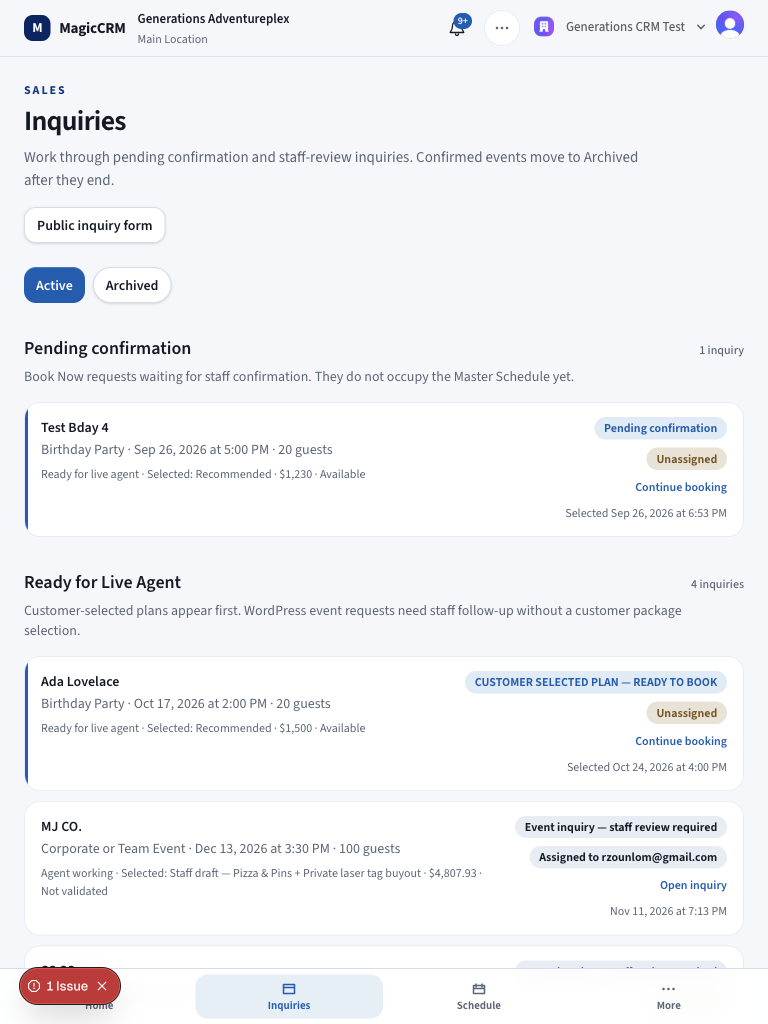 M MagicCRM
Generations Adventureplex
Main Location
9+
Generations CRM Test
SALES
Inquiries
Work through pending confirmation and staff-review inquiries. Confirmed events move to Archived
after they end.
Public inquiry form
Active
Archived
Pending confirmation
1 inquiry
Book Now requests waiting for staff confirmation. They do not occupy the Master Schedule yet.
Test Bday 4
Birthday Party · Sep 26, 2026 at 5:00 PM · 20 guests
Ready for live agent · Selected: Recommended · $1,230 · Available
Pending confirmation
Unassigned
Continue booking
Selected Sep 26, 2026 at 6:53 PM
Ready for Live Agent
4 inquiries
Customer-selected plans appear first. WordPress event requests need staff follow-up without a customer package
selection.
Ada Lovelace
Birthday Party · Oct 17, 2026 at 2:00 PM · 20 guests
Ready for live agent · Selected: Recommended · $1,500 · Available
CUSTOMER SELECTED PLAN — READY TO BOOK
Unassigned
Continue booking
Selected Oct 24, 2026 at 4:00 PM
MJ CO.
Corporate or Team Event · Dec 13, 2026 at 3:30 PM · 100 guests
Agent working · Selected: Staff draft — Pizza & Pins + Private laser tag buyout · $4,807.93 ·
Not validated
Event inquiry — staff review required
Assigned to rzounlom@gmail.com
Open inquiry
Nov 11, 2026 at 7:13 PM
1 Issue
Home
Inquiries
Schedule
More